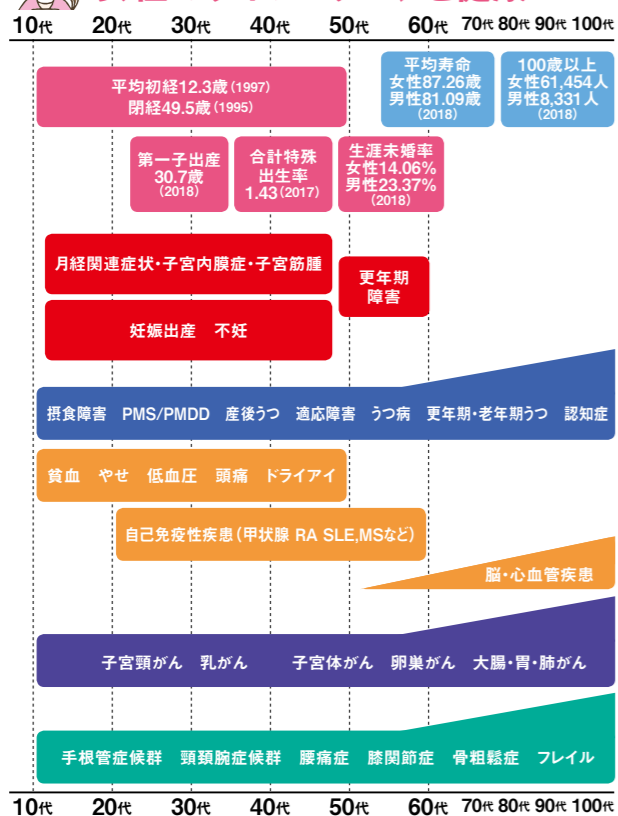 10代 20代 30代 40代 50代 60代 70代 80代 90代 100代
平均初経12.3歳(1997)
閉経49.5歳(1995)
平均寿命
女性87.26歳
男性81.09歳
(2018)
100歳以上
女性61,454人
男性8,331人
(2018)
第一子出産
30.7歳
(2018)
合計特殊
出生率
1.43(2017)
生涯未婚率
女性14.06%
男性23.37%
(2018)
月経関連症状・子宮内膜症・子宮筋腫
更年期
障害
妊娠出産 不妊
摂食障害 PMS/PMDD 産後うつ 適応障害 うつ病 更年期・老年期うつ 認知症
貧血 やせ 低血圧 頭痛 ドライアイ
自己免疫性疾患(甲状腺 RA SLE,MSなど)
脳・心血管疾患
子宮頸がん 乳がん 子宮体がん 卵巣がん 大腸・胃・肺がん
手根管症候群 頸頚腕症候群 腰痛症 膝関節症 骨粗鬆症 フレイル
10代 20代 30代 40代 50代 60代 70代 80代 90代 100代